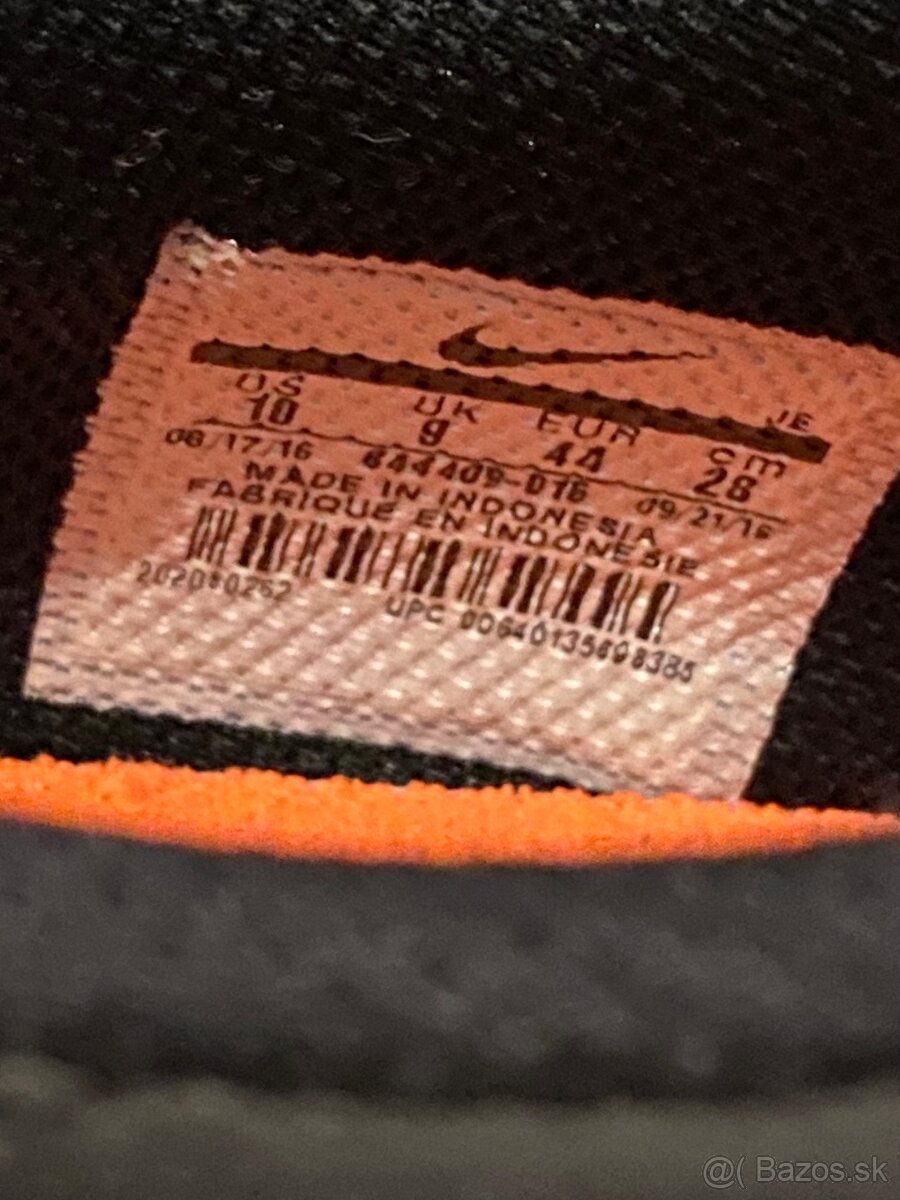 JE
US UK EUR cm
10 9 44 28
08/17/16 844409-016 09/21/16
MADE IN INDONESIA
FABRIQUE EN INDONESIE
UPC
@( Bazos.sk